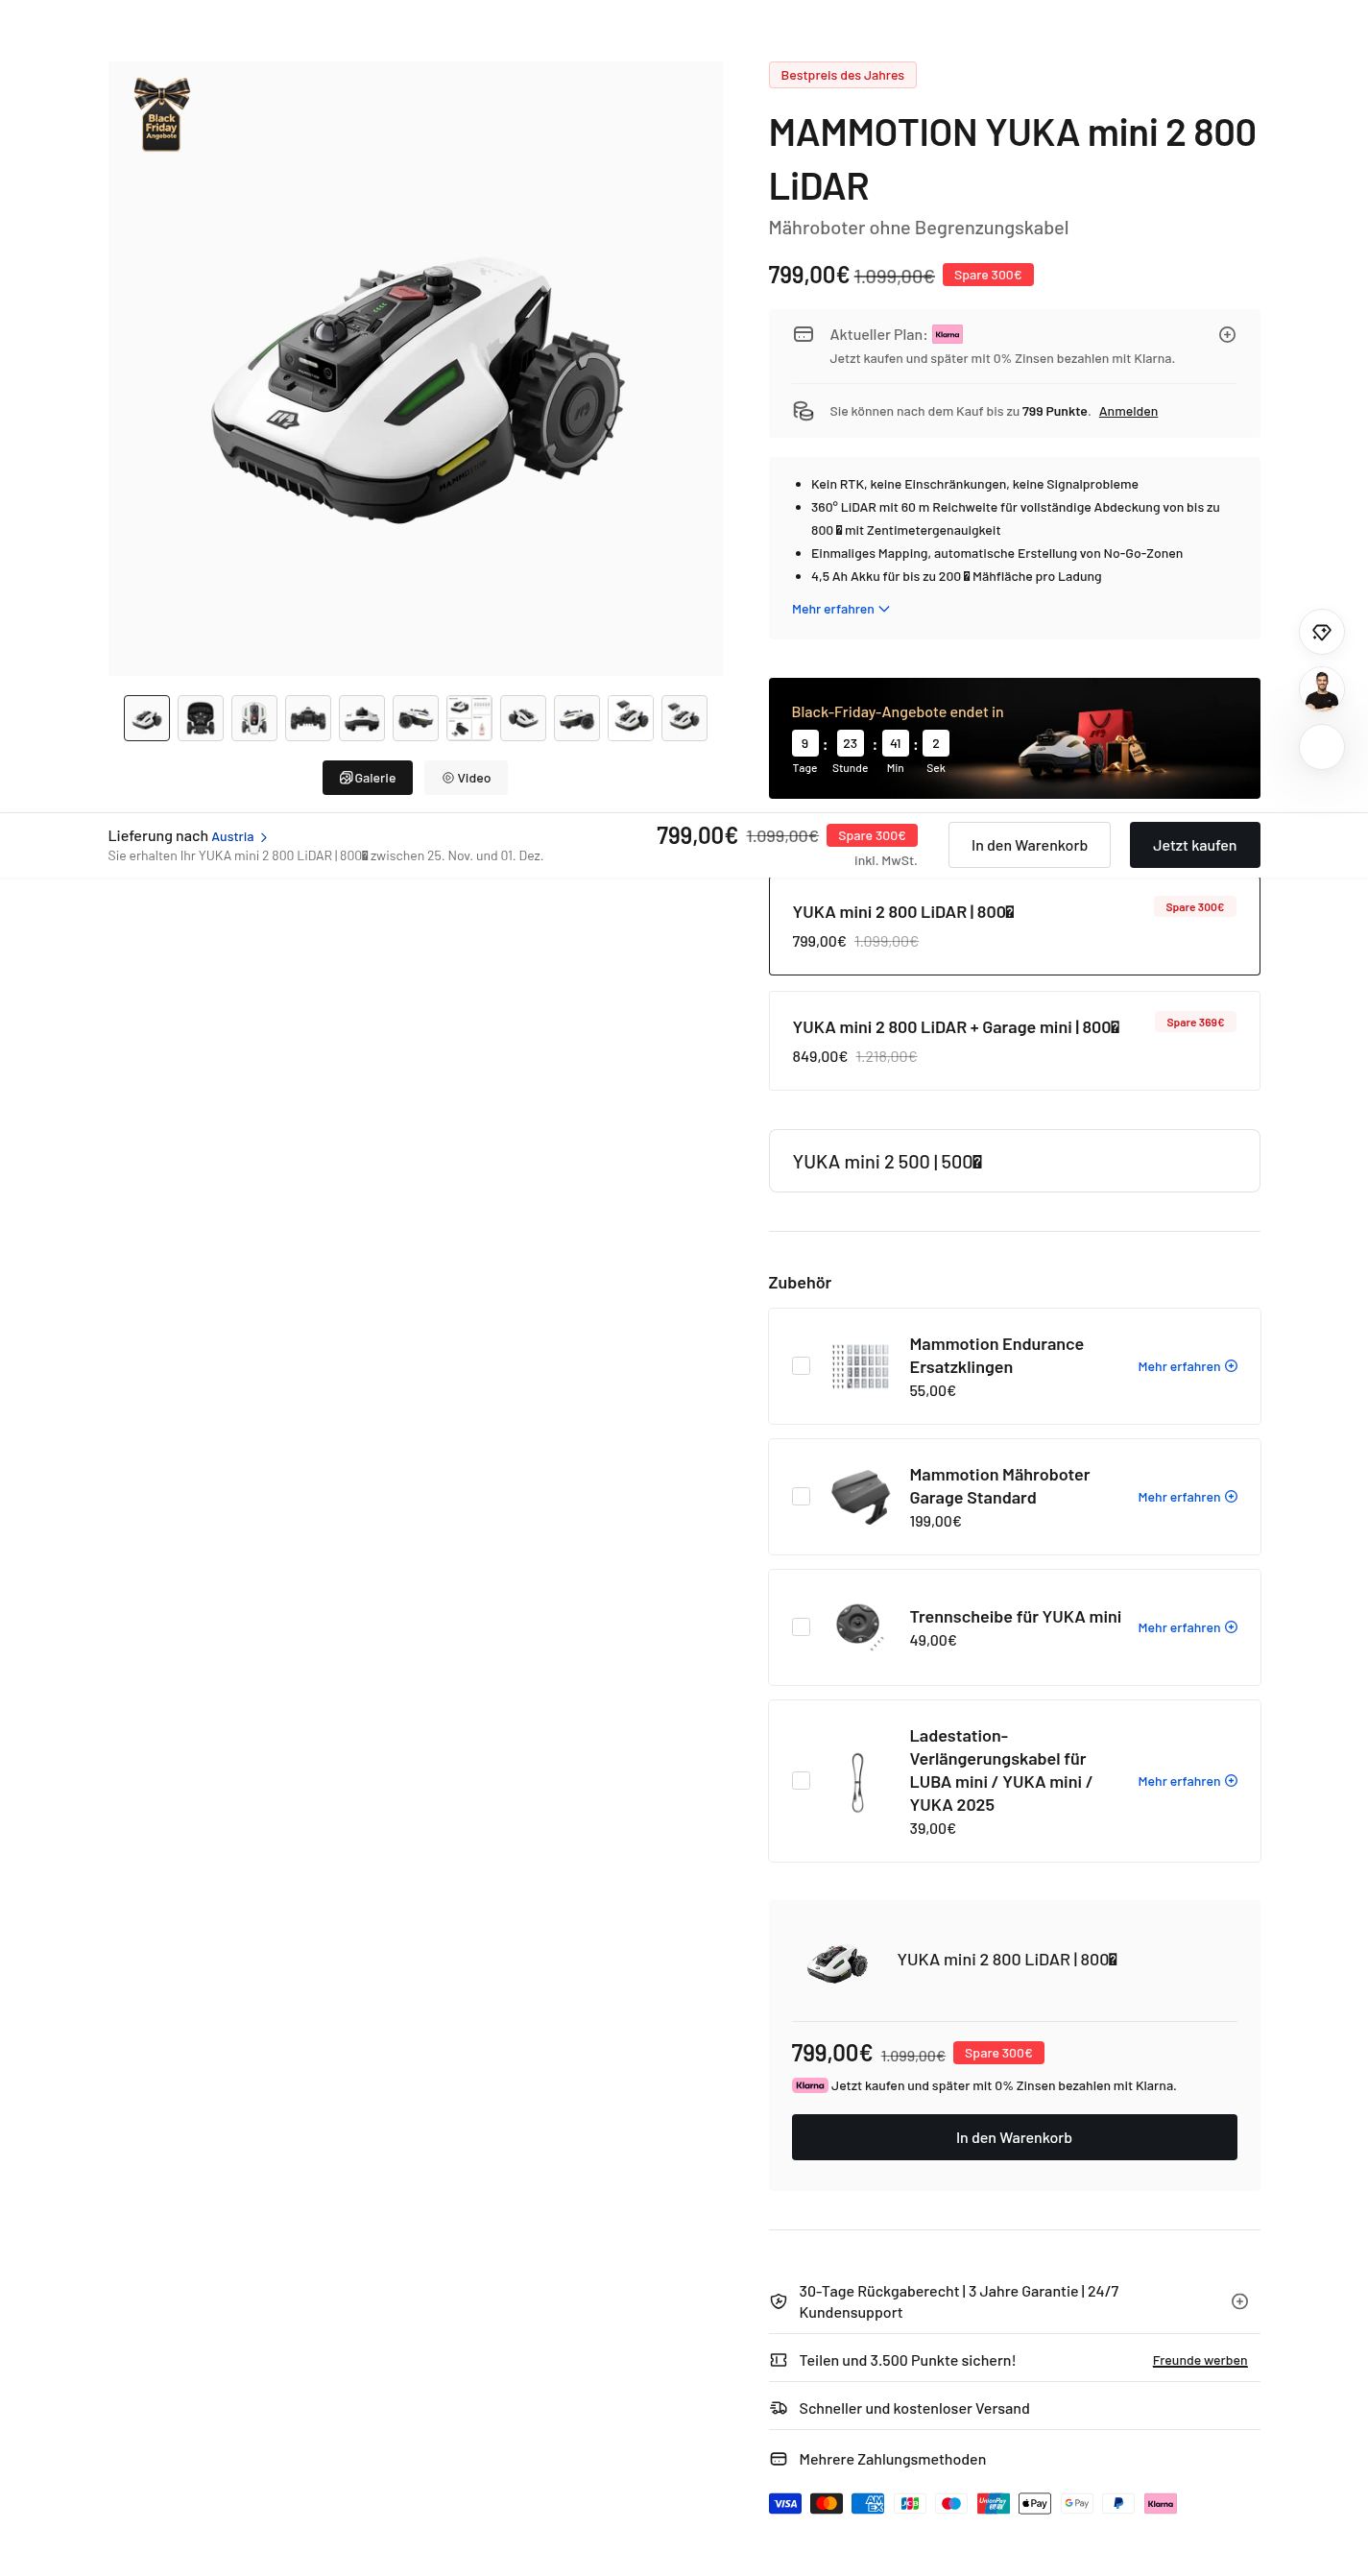 Black
Friday
Angebote
Bestpreis des Jahres
MAMMOTION YUKA mini 2 800
LiDAR
Mähroboter ohne Begrenzungskabel
799,00€ 1.099,00€ Spare 300€
Aktueller Plan: Klarna
Jetzt kaufen und später mit 0% Zinsen bezahlen mit Klarna.
Sie können nach dem Kauf bis zu 799 Punkte. Anmelden
Kein RTK, keine Einschränkungen, keine Signalprobleme
360° LiDAR mit 60 m Reichweite für vollständige Abdeckung von bis zu
800 � mit Zentimetergenauigkeit
Einmaliges Mapping, automatische Erstellung von No-Go-Zonen
4,5 Ah Akku für bis zu 200 � Mähfläche pro Ladung
Mehr erfahren
MAMMOTION
Galerie
Video
Black-Friday-Angebote endet in
9 : 23 : 41 : 2
Tage Stunde Min Sek
Lieferung nach Austria
Sie erhalten Ihr YUKA mini 2 800 LiDAR | 800� zwischen 25. Nov. und 01. Dez.
799,00€ 1.099,00€ Spare 300€
Inkl. MwSt.
In den Warenkorb
Jetzt kaufen
YUKA mini 2 800 LiDAR | 800�
Spare 300€
799,00€ 1.099,00€
YUKA mini 2 800 LiDAR + Garage mini | 800�
Spare 369€
849,00€ 1.218,00€
YUKA mini 2 500 | 500�
Zubehör
Mammotion Endurance
Ersatzklingen
55,00€
Mehr erfahren
Mammotion Mähroboter
Garage Standard
199,00€
Mehr erfahren
Trennscheibe für YUKA mini
49,00€
Mehr erfahren
Ladestation-
Verlängerungskabel für
LUBA mini / YUKA mini /
YUKA 2025
39,00€
Mehr erfahren
YUKA mini 2 800 LiDAR | 800�
799,00€ 1.099,00€ Spare 300€
Klarna Jetzt kaufen und später mit 0% Zinsen bezahlen mit Klarna.
In den Warenkorb
30-Tage Rückgaberecht | 3 Jahre Garantie | 24/7
Kundensupport
Teilen und 3.500 Punkte sichern!
Freunde werben
Schneller und kostenloser Versand
Mehrere Zahlungsmethoden
VISA AMEX JCB UnionPay 银联 Pay G Pay Klarna